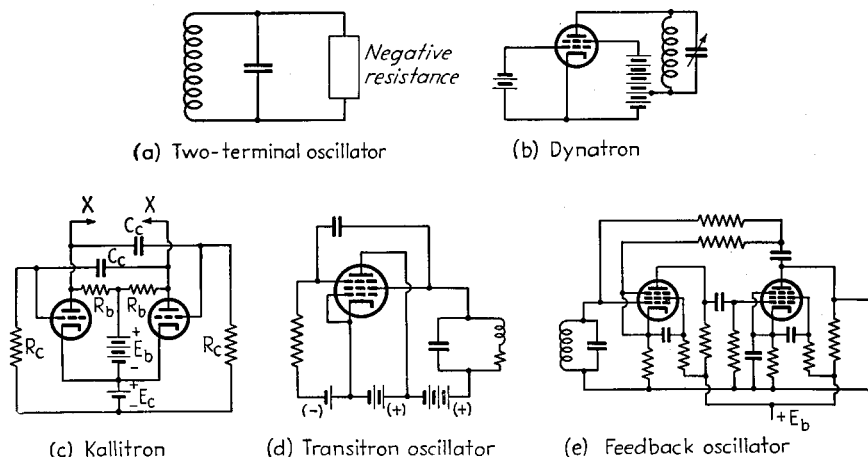 Negative
resistance
(a) Two-terminal oscillator
(b) Dynatron
X X
C_c
C_c
R_b R_b
R_c
+
E_b
-
R_c
+
E_c
-
(c) Kallitron
(-) (+) (+)
(d) Transitron oscillator
+E_b
(e) Feedback oscillator